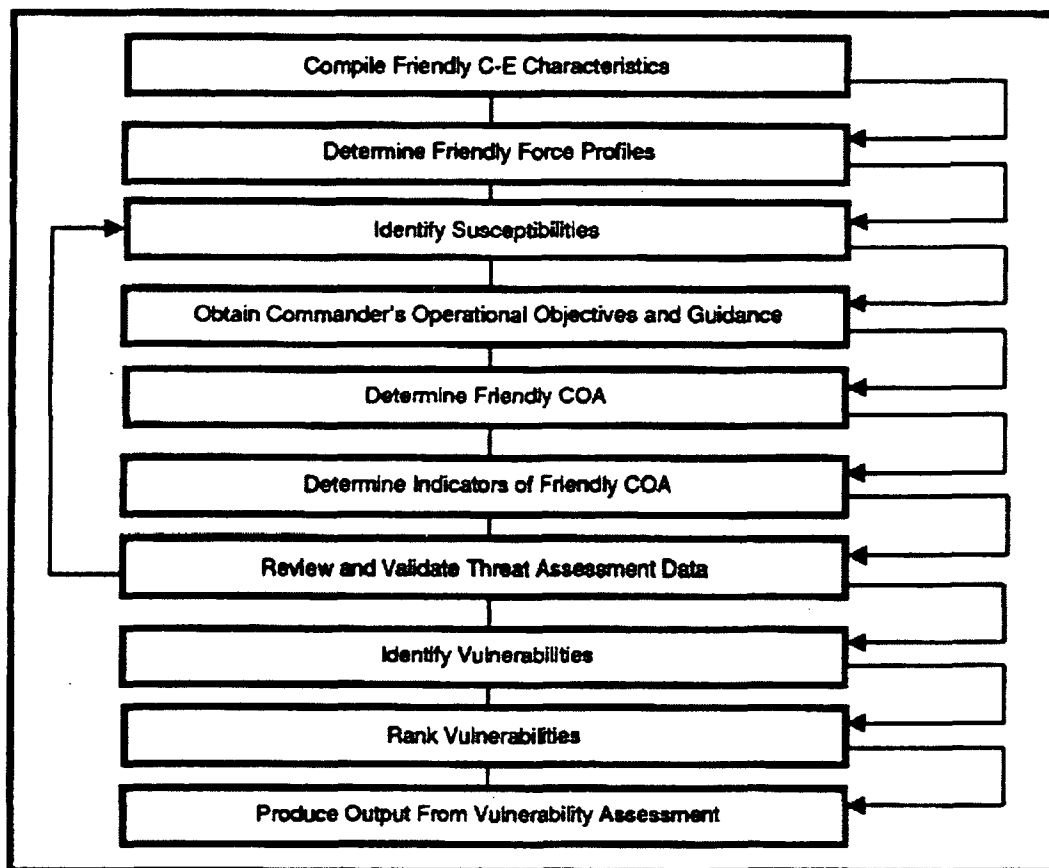 Compile Friendly C-E Characteristics
Determine Friendly Force Profiles
Identify Susceptibilities
Obtain Commander's Operational Objectives and Guidance
Determine Friendly COA
Determine Indicators of Friendly COA
Review and Validate Threat Assessment Data
Identify Vulnerabilities
Rank Vulnerabilities
Produce Output From Vulnerability Assessment